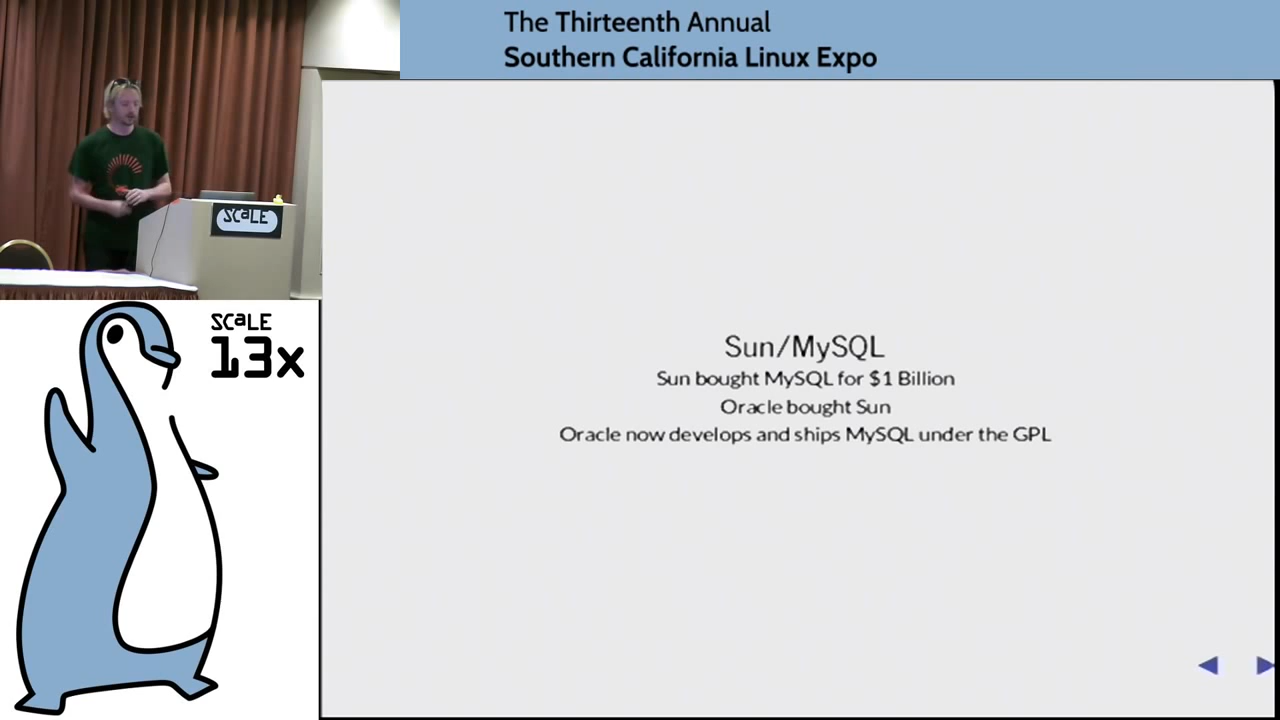 The Thirteenth Annual
Southern California Linux Expo
SCaLE
SCaLE
13x
Sun/MySQL
Sun bought MySQL for $1 Billion
Oracle bought Sun
Oracle now develops and ships MySQL under the GPL